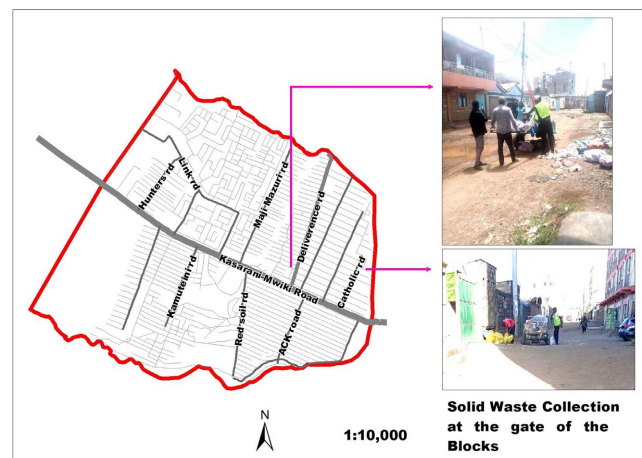 Hunters rd
Link rd
Maji-Mazuri rd
Deliverence rd
Kasarani-Mwiki Road
Catholic rd
Kamuteini rd
Red soil rd
ACK road
N
1:10,000
Solid Waste Collection
at the gate of the
Blocks